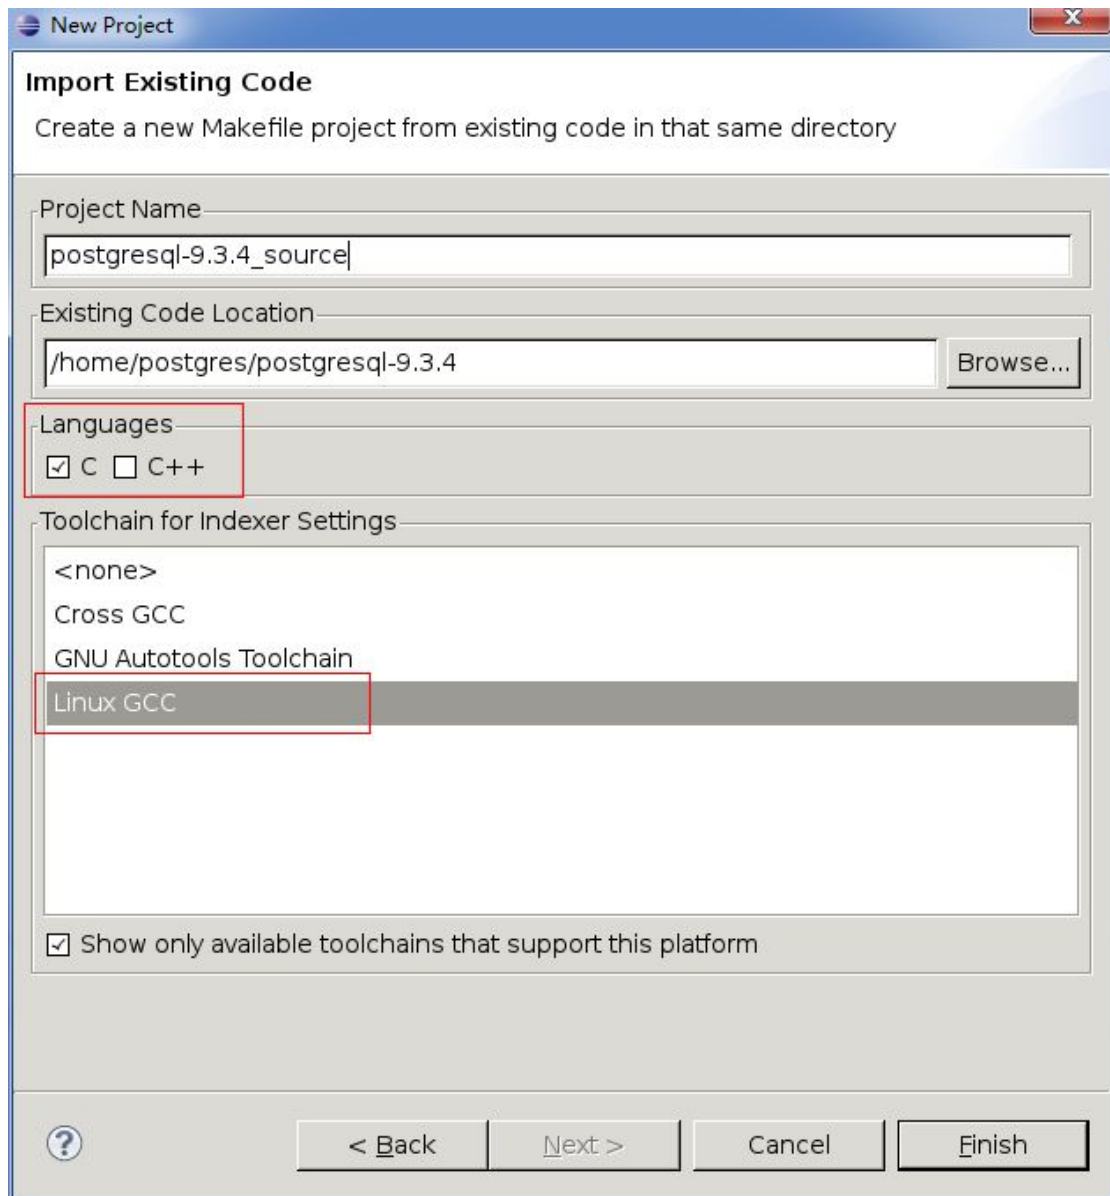 New Project
Import Existing Code
Create a new Makefile project from existing code in that same directory
Project Name
postgresql-9.3.4_source
Existing Code Location
/home/postgres/postgresql-9.3.4
Browse...
Languages
C C++
Toolchain for Indexer Settings
<none>
Cross GCC
GNU Autotools Toolchain
Linux GCC
Show only available toolchains that support this platform
? < Back Next > Cancel Finish